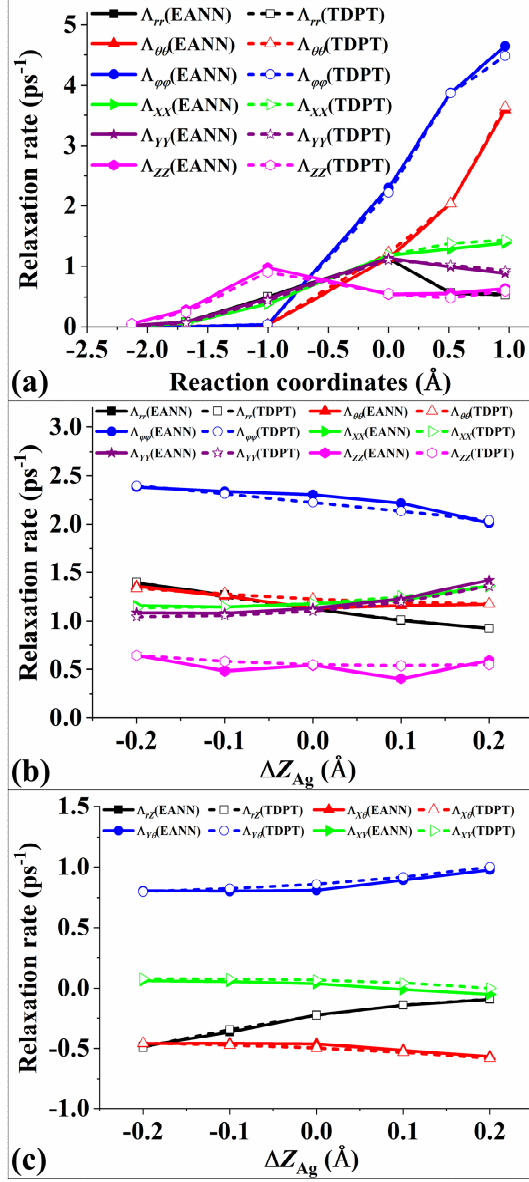 Λrr(EANN) Λrr(TDPT)
Λθθ(EANN) Λθθ(TDPT)
Λφφ(EANN) Λφφ(TDPT)
ΛXX(EANN) ΛXX(TDPT)
ΛYY(EANN) ΛYY(TDPT)
ΛZZ(EANN) ΛZZ(TDPT)
Relaxation rate (ps-1)
5
4
3
2
1
0
-2.5 -2.0 -1.5 -1.0 -0.5 0.0 0.5 1.0
(a) Reaction coordinates (Å)
Λrr(EANN) Λrr(TDPT) Λθθ(EANN) Λθθ(TDPT)
Λφφ(EANN) Λφφ(TDPT) ΛXX(EANN) ΛXX(TDPT)
ΛYY(EANN) ΛYY(TDPT) ΛZZ(EANN) ΛZZ(TDPT)
Relaxation rate (ps-1)
3.0
2.5
2.0
1.5
1.0
0.5
0.0
-0.2 -0.1 0.0 0.1 0.2
(b) ΔZAg (Å)
ΛrZ(EANN) ΛrZ(TDPT) ΛXθ(EANN) ΛXθ(TDPT)
ΛYθ(EANN) ΛYθ(TDPT) ΛXY(EANN) ΛXY(TDPT)
Relaxation rate (ps-1)
1.5
1.0
0.5
0.0
-0.5
-1.0
-0.2 -0.1 0.0 0.1 0.2
(c) ΔZAg (Å)